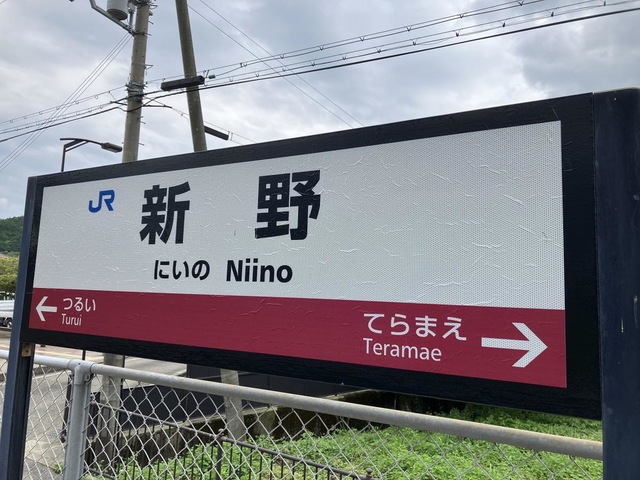 JR
新野
にいの Niino
つるい
Turui
てらまえ
Teramae